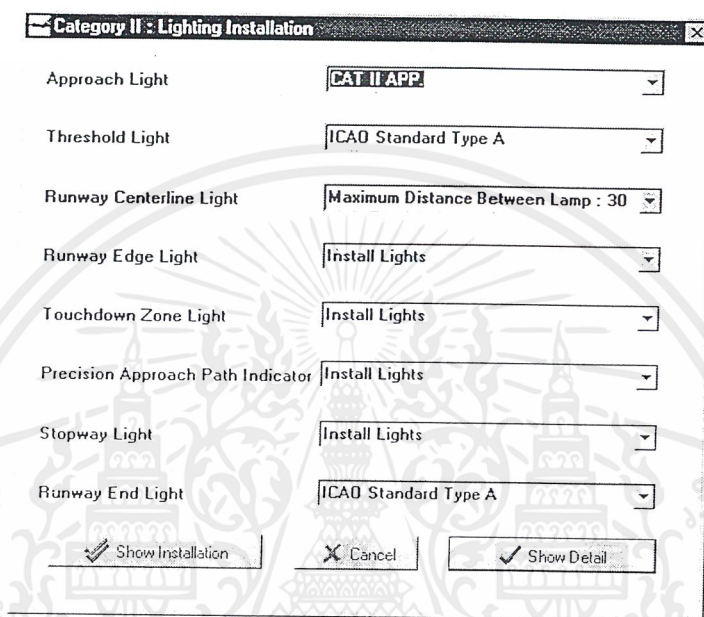 Category II : Lighting Installation
Approach Light CAT II APP.
Threshold Light ICAO Standard Type A
Runway Centerline Light Maximum Distance Between Lamp : 30
Runway Edge Light Install Lights
Touchdown Zone Light Install Lights
Precision Approach Path Indicator Install Lights
Stopway Light Install Lights
Runway End Light ICAO Standard Type A
Show Installation Cancel Show Detail